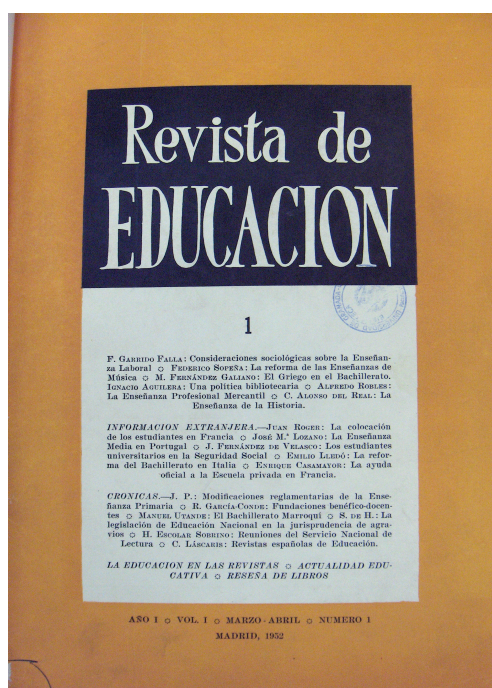 Revista de
EDUCACION
1
F. GARRIDO FALLA: Consideraciones sociológicas sobre la Enseñan-
za Laboral ☼ FEDERICO SOPEÑA: La reforma de las Enseñanzas de
Música ☼ M. FERNÁNDEZ GALIANO: El Griego en el Bachillerato.
IGNACIO AGUILERA: Una política bibliotecaria ☼ ALFREDO ROBLES:
La Enseñanza Profesional Mercantil ☼ C. ALONSO DEL REAL: La
Enseñanza de la Historia.
INFORMACION EXTRANJERA.—JUAN ROGER: La colocación
de los estudiantes en Francia ☼ JOSÉ M.ª LOZANO: La Enseñanza
Media en Portugal ☼ J. FERNÁNDEZ DE VELASCO: Los estudiantes
universitarios en la Seguridad Social ☼ EMILIO LLEDÓ: La refor-
ma del Bachillerato en Italia ☼ ENRIQUE CASAMAYOR: La ayuda
oficial a la Escuela privada en Francia.
CRONICAS.—J. P.: Modificaciones reglamentarias de la Ense-
ñanza Primaria ☼ R. GARCÍA-CONDE: Fundaciones benéfico-docen-
tes ☼ MANUEL UTANDE: El Bachillerato Marroquí ☼ S. DE H.: La
legislación de Educación Nacional en la jurisprudencia de agra-
vios ☼ H. ESCOLAR SOBRINO: Reuniones del Servicio Nacional de
Lectura ☼ C. LÁSCARIS: Revistas españolas de Educación.
LA EDUCACION EN LAS REVISTAS ☼ ACTUALIDAD EDU-
CATIVA ☼ RESEÑA DE LIBROS
AÑO I ☼ VOL. I ☼ MARZO-ABRIL ☼ NUMERO 1
MADRID, 1952